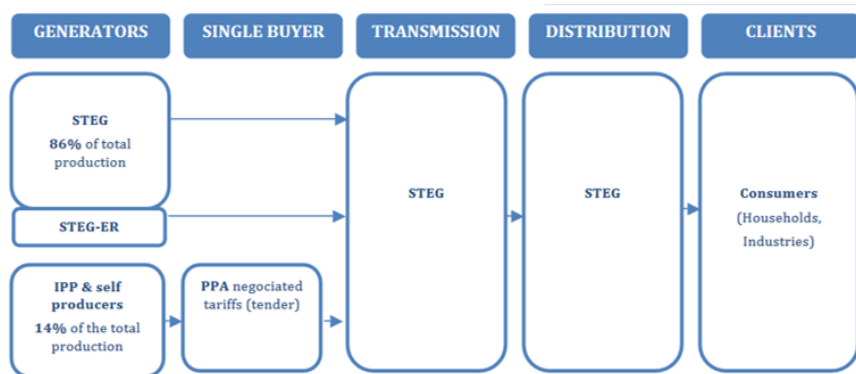 GENERATORS
SINGLE BUYER
TRANSMISSION
DISTRIBUTION
CLIENTS
STEG
86% of total
production
STEG-ER
IPP & self
producers
14% of the total
production
PPA negociated
tariffs (tender)
STEG
STEG
Consumers
(Households,
Industries)